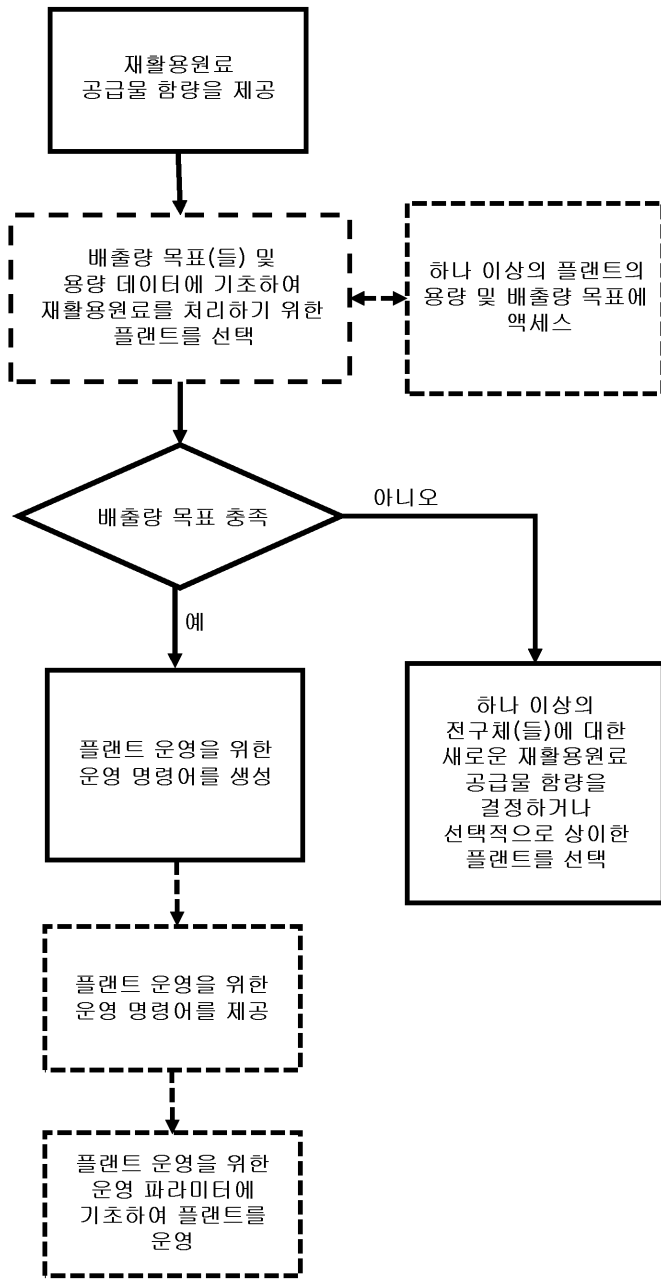 재활용원료
공급물 함량을 제공
배출량 목표(들) 및
용량 데이터에 기초하여
재활용원료를 처리하기 위한
플랜트를 선택
하나 이상의 플랜트의
용량 및 배출량 목표에
액세스
배출량 목표 충족
아니오
예
플랜트 운영을 위한
운영 명령어를 생성
하나 이상의
전구체(들)에 대한
새로운 재활용원료
공급물 함량을
결정하거나
선택적으로 상이한
플랜트를 선택
플랜트 운영을 위한
운영 명령어를 제공
플랜트 운영을 위한
운영 파라미터에
기초하여 플랜트를
운영